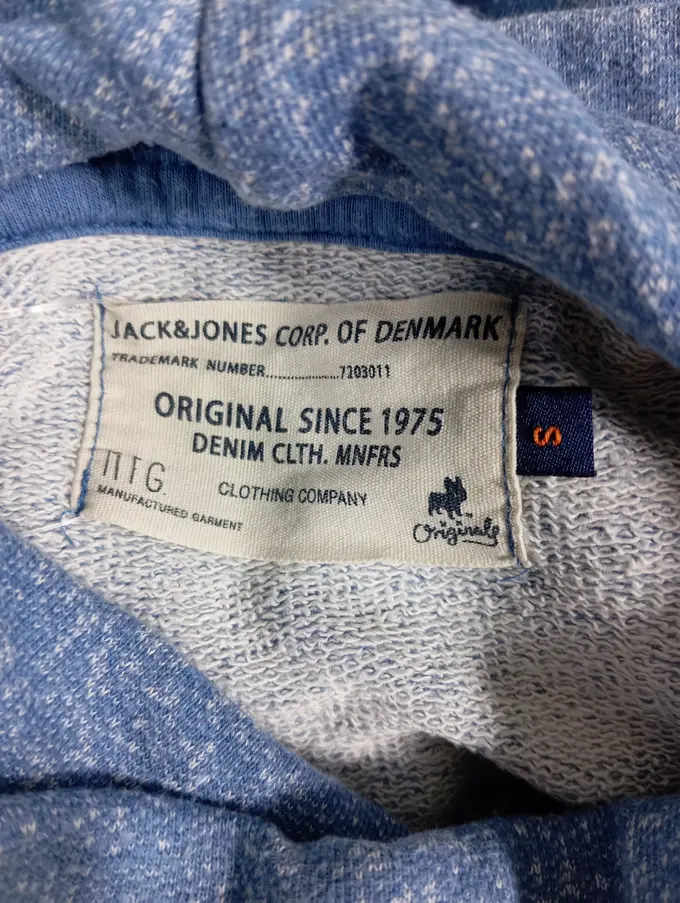 JACK&JONES CORP. OF DENMARK
TRADEMARK NUMBER....................7203011
ORIGINAL SINCE 1975
DENIM CLTH. MNFRS
MTG.
CLOTHING COMPANY
MANUFACTURED GARMENT
Originals
S